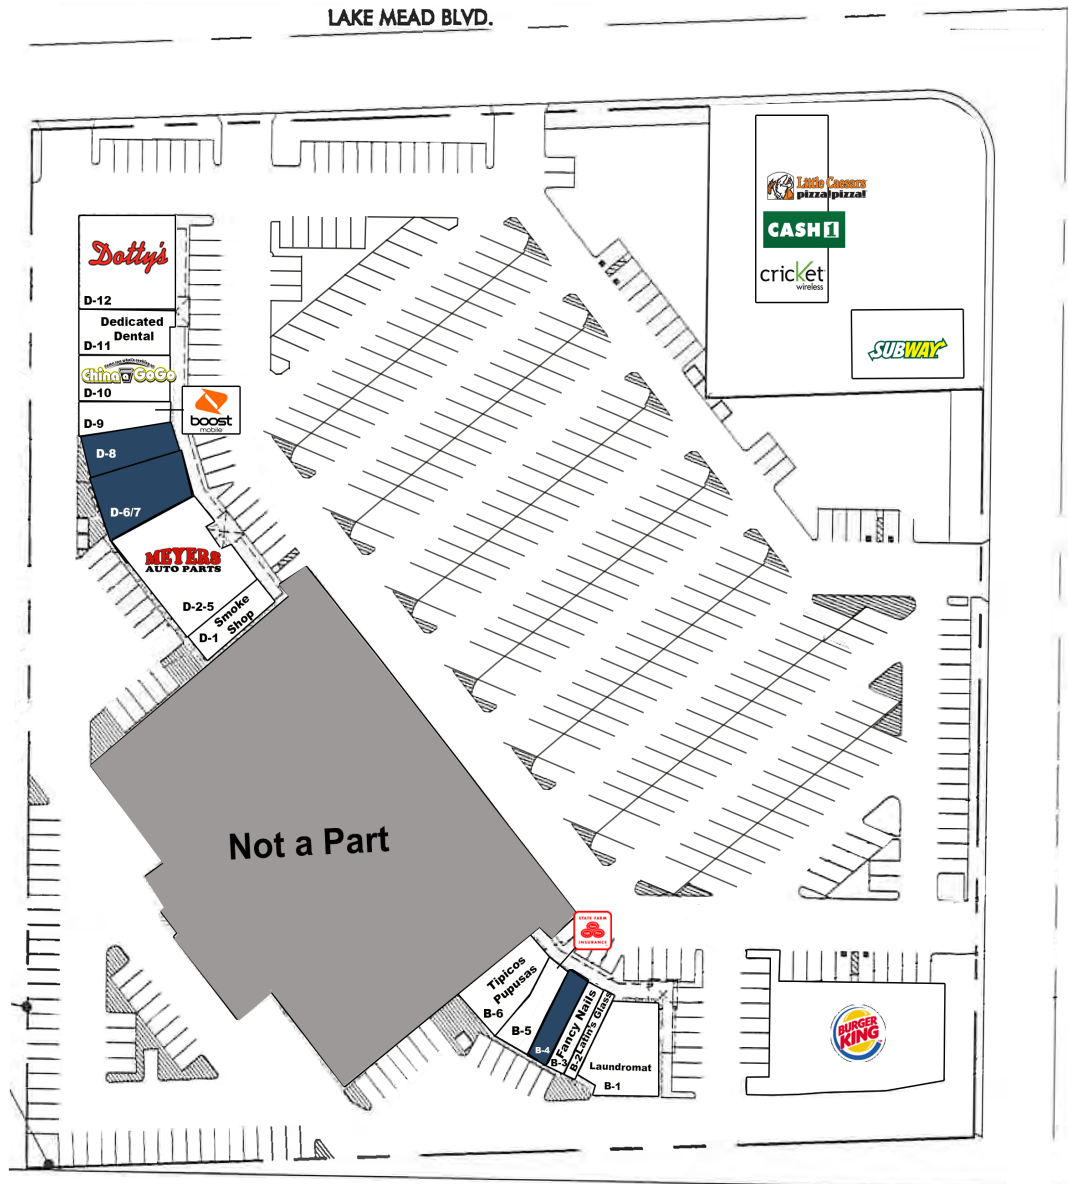 LAKE MEAD BLVD.
Little Caesars
pizza!pizza!
CASH 1
cricket
wireless
SUBWAY
Dotty's
D-12
Dedicated
Dental
D-11
China a GoGo
D-10
D-9
boost
mobile
D-8
D-6/7
MEYERS
AUTO PARTS
D-2-5
Smoke
Shop
D-1
Not a Part
STATE FARM
INSURANCE
Tipicos
Pupusas
B-6
B-5
B-4
Fancy Nails
B-3
Latin's Glass
B-2
Laundromat
B-1
BURGER
KING